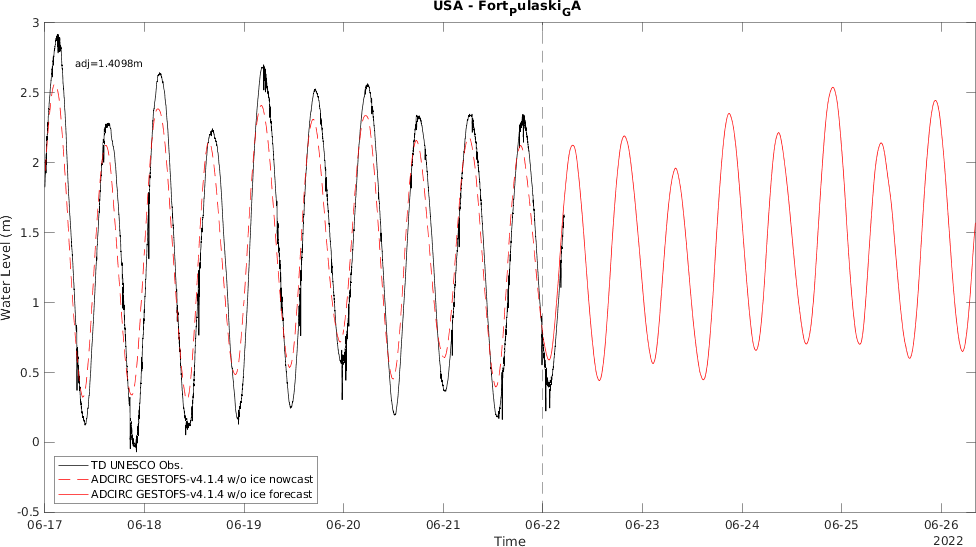 USA - Fort_Pulaski_GA
3
adj=1.4098m
2.5
2
1.5
1
0.5
0
-0.5
Water Level (m)
TD UNESCO Obs.
ADCIRC GESTOFS-v4.1.4 w/o ice nowcast
ADCIRC GESTOFS-v4.1.4 w/o ice forecast
06-17 06-18 06-19 06-20 06-21 06-22 06-23 06-24 06-25 06-26
Time
2022